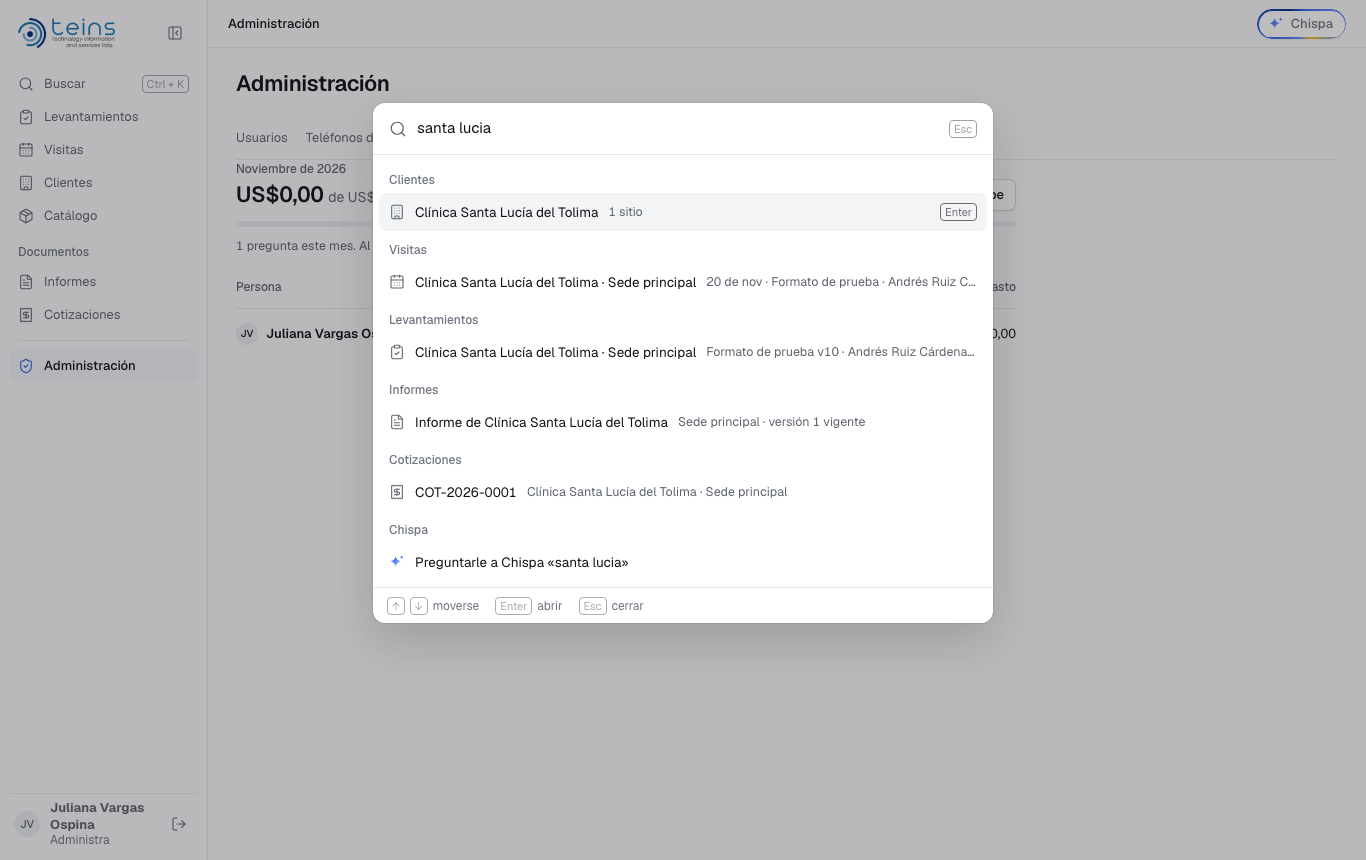 teins
Technology information
and services ltda.
Administración
Chispa
Buscar
Ctrl + K
Levantamientos
Visitas
Clientes
Catálogo
Documentos
Informes
Cotizaciones
Administración
Juliana Vargas
Ospina
JV
Administra
Administración
Usuarios Teléfonos d
Noviembre de 2026
US$0,00 de US$
1 pregunta este mes. Al
Persona
JV Juliana Vargas Os
0,00
santa lucia
Esc
Clientes
Clínica Santa Lucía del Tolima 1 sitio
Enter
Visitas
Clínica Santa Lucía del Tolima · Sede principal 20 de nov · Formato de prueba · Andrés Ruiz C…
Levantamientos
Clínica Santa Lucía del Tolima · Sede principal Formato de prueba v10 · Andrés Ruiz Cárdena…
Informes
Informe de Clínica Santa Lucía del Tolima Sede principal · versión 1 vigente
Cotizaciones
COT-2026-0001 Clínica Santa Lucía del Tolima · Sede principal
Chispa
Preguntarle a Chispa «santa lucia»
↑ ↓ moverse Enter abrir Esc cerrar